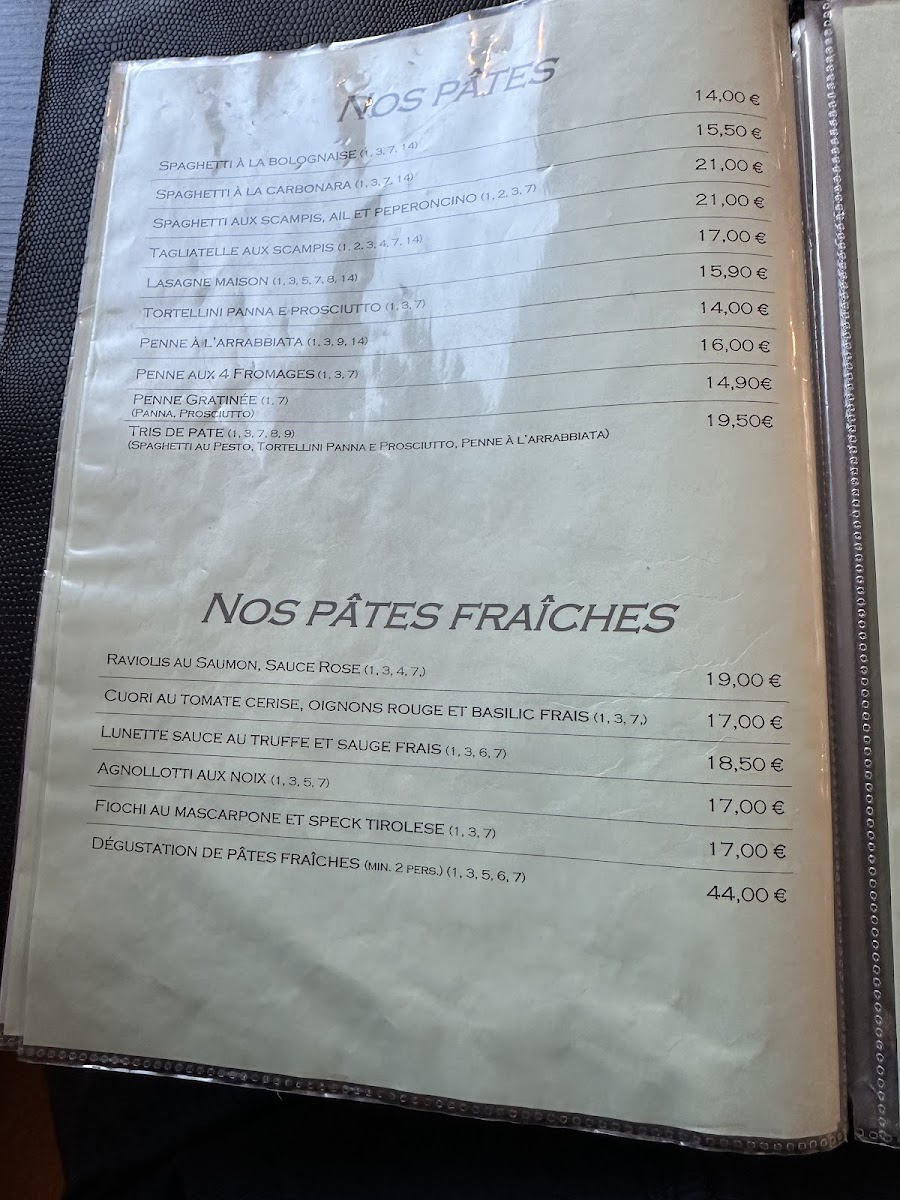 NOS PÂTES
SPAGHETTI À LA BOLOGNAISE (1, 3, 7, 14) 14,00 €
SPAGHETTI À LA CARBONARA (1, 3, 7, 14) 15,50 €
SPAGHETTI AUX SCAMPIS, AIL ET PEPERONCINO (1, 2, 3, 7) 21,00 €
TAGLIATELLE AUX SCAMPIS (1, 2, 3, 4, 7, 14) 21,00 €
LASAGNE MAISON (1, 3, 5, 7, 8, 14) 17,00 €
TORTELLINI PANNA E PROSCIUTTO (1, 3, 7) 15,90 €
PENNE À L'ARRABBIATA (1, 3, 9, 14) 14,00 €
PENNE AUX 4 FROMAGES (1, 3, 7) 16,00 €
PENNE GRATINÉE (1, 7) 14,90€
(PANNA, PROSCIUTTO)
TRIS DE PATE (1, 3, 7, 8, 9) 19,50€
(SPAGHETTI AU PESTO, TORTELLINI PANNA E PROSCIUTTO, PENNE À L'ARRABBIATA)
NOS PÂTES FRAÎCHES
RAVIOLIS AU SAUMON, SAUCE ROSE (1, 3, 4, 7,) 19,00 €
CUORI AU TOMATE CERISE, OIGNONS ROUGE ET BASILIC FRAIS (1, 3, 7,) 17,00 €
LUNETTE SAUCE AU TRUFFE ET SAUGE FRAIS (1, 3, 6, 7) 18,50 €
AGNOLLOTTI AUX NOIX (1, 3, 5, 7) 17,00 €
FIOCHI AU MASCARPONE ET SPECK TIROLESE (1, 3, 7) 17,00 €
DÉGUSTATION DE PÂTES FRAÎCHES (MIN. 2 PERS.) (1, 3, 5, 6, 7) 44,00 €